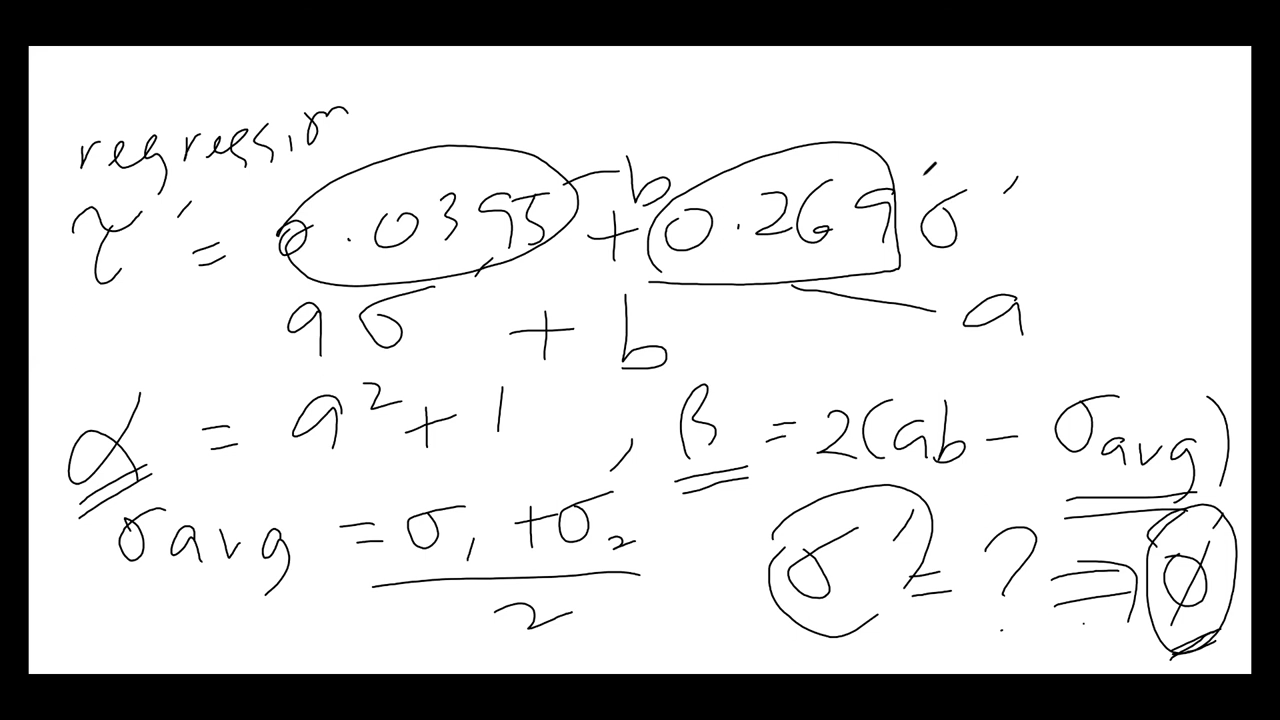 regression
τ' = 0.0395 + 0.269 σ'
b
aσ + b
a
α = a² + 1 , β = 2(ab - σavg)
σavg = σ₁ + σ₂ / 2
σ' = ? ⇒ ϕ